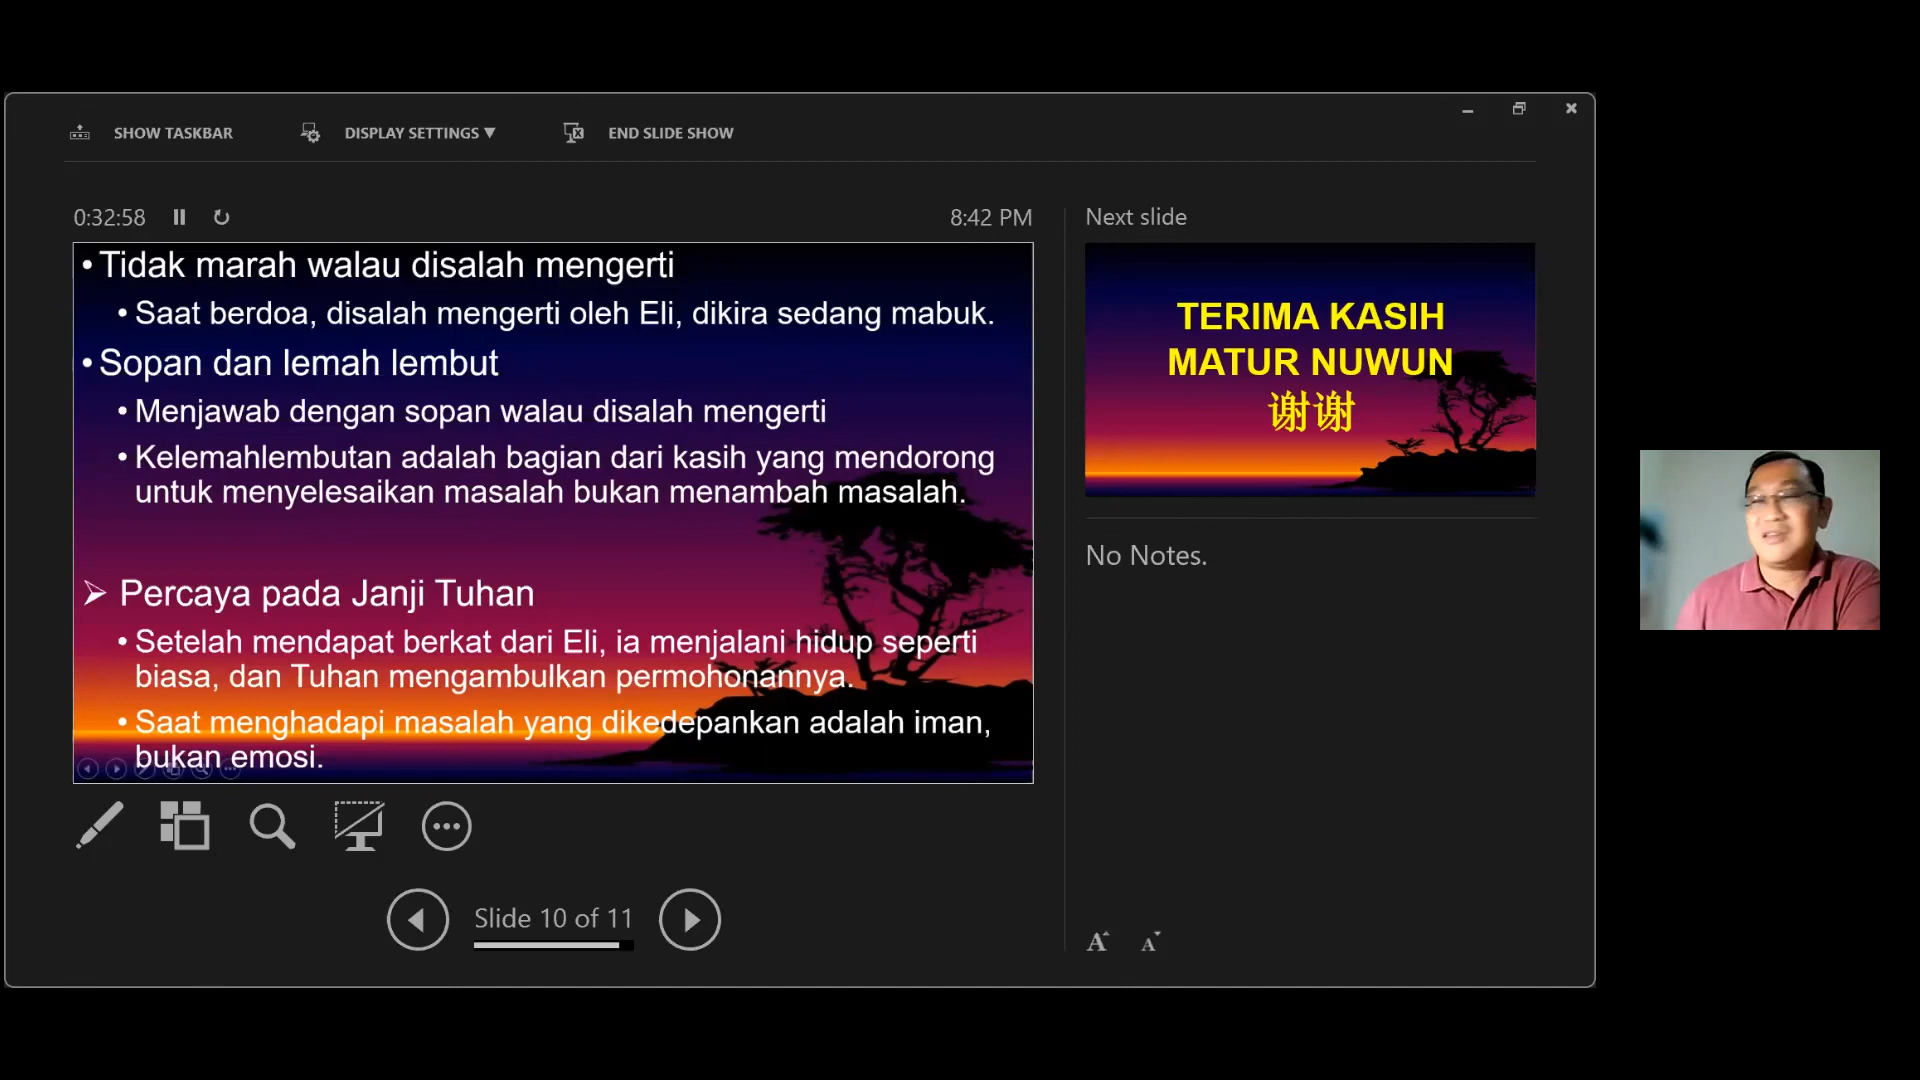 SHOW TASKBAR
DISPLAY SETTINGS ▼
END SLIDE SHOW
0:32:58
8:42 PM
• Tidak marah walau disalah mengerti
• Saat berdoa, disalah mengerti oleh Eli, dikira sedang mabuk.
• Sopan dan lemah lembut
• Menjawab dengan sopan walau disalah mengerti
• Kelemahlembutan adalah bagian dari kasih yang mendorong
untuk menyelesaikan masalah bukan menambah masalah.
➢ Percaya pada Janji Tuhan
• Setelah mendapat berkat dari Eli, ia menjalani hidup seperti
biasa, dan Tuhan mengambulkan permohonannya.
• Saat menghadapi masalah yang dikedepankan adalah iman,
bukan emosi.
Slide 10 of 11
Next slide
TERIMA KASIH
MATUR NUWUN
谢谢
No Notes.
A A